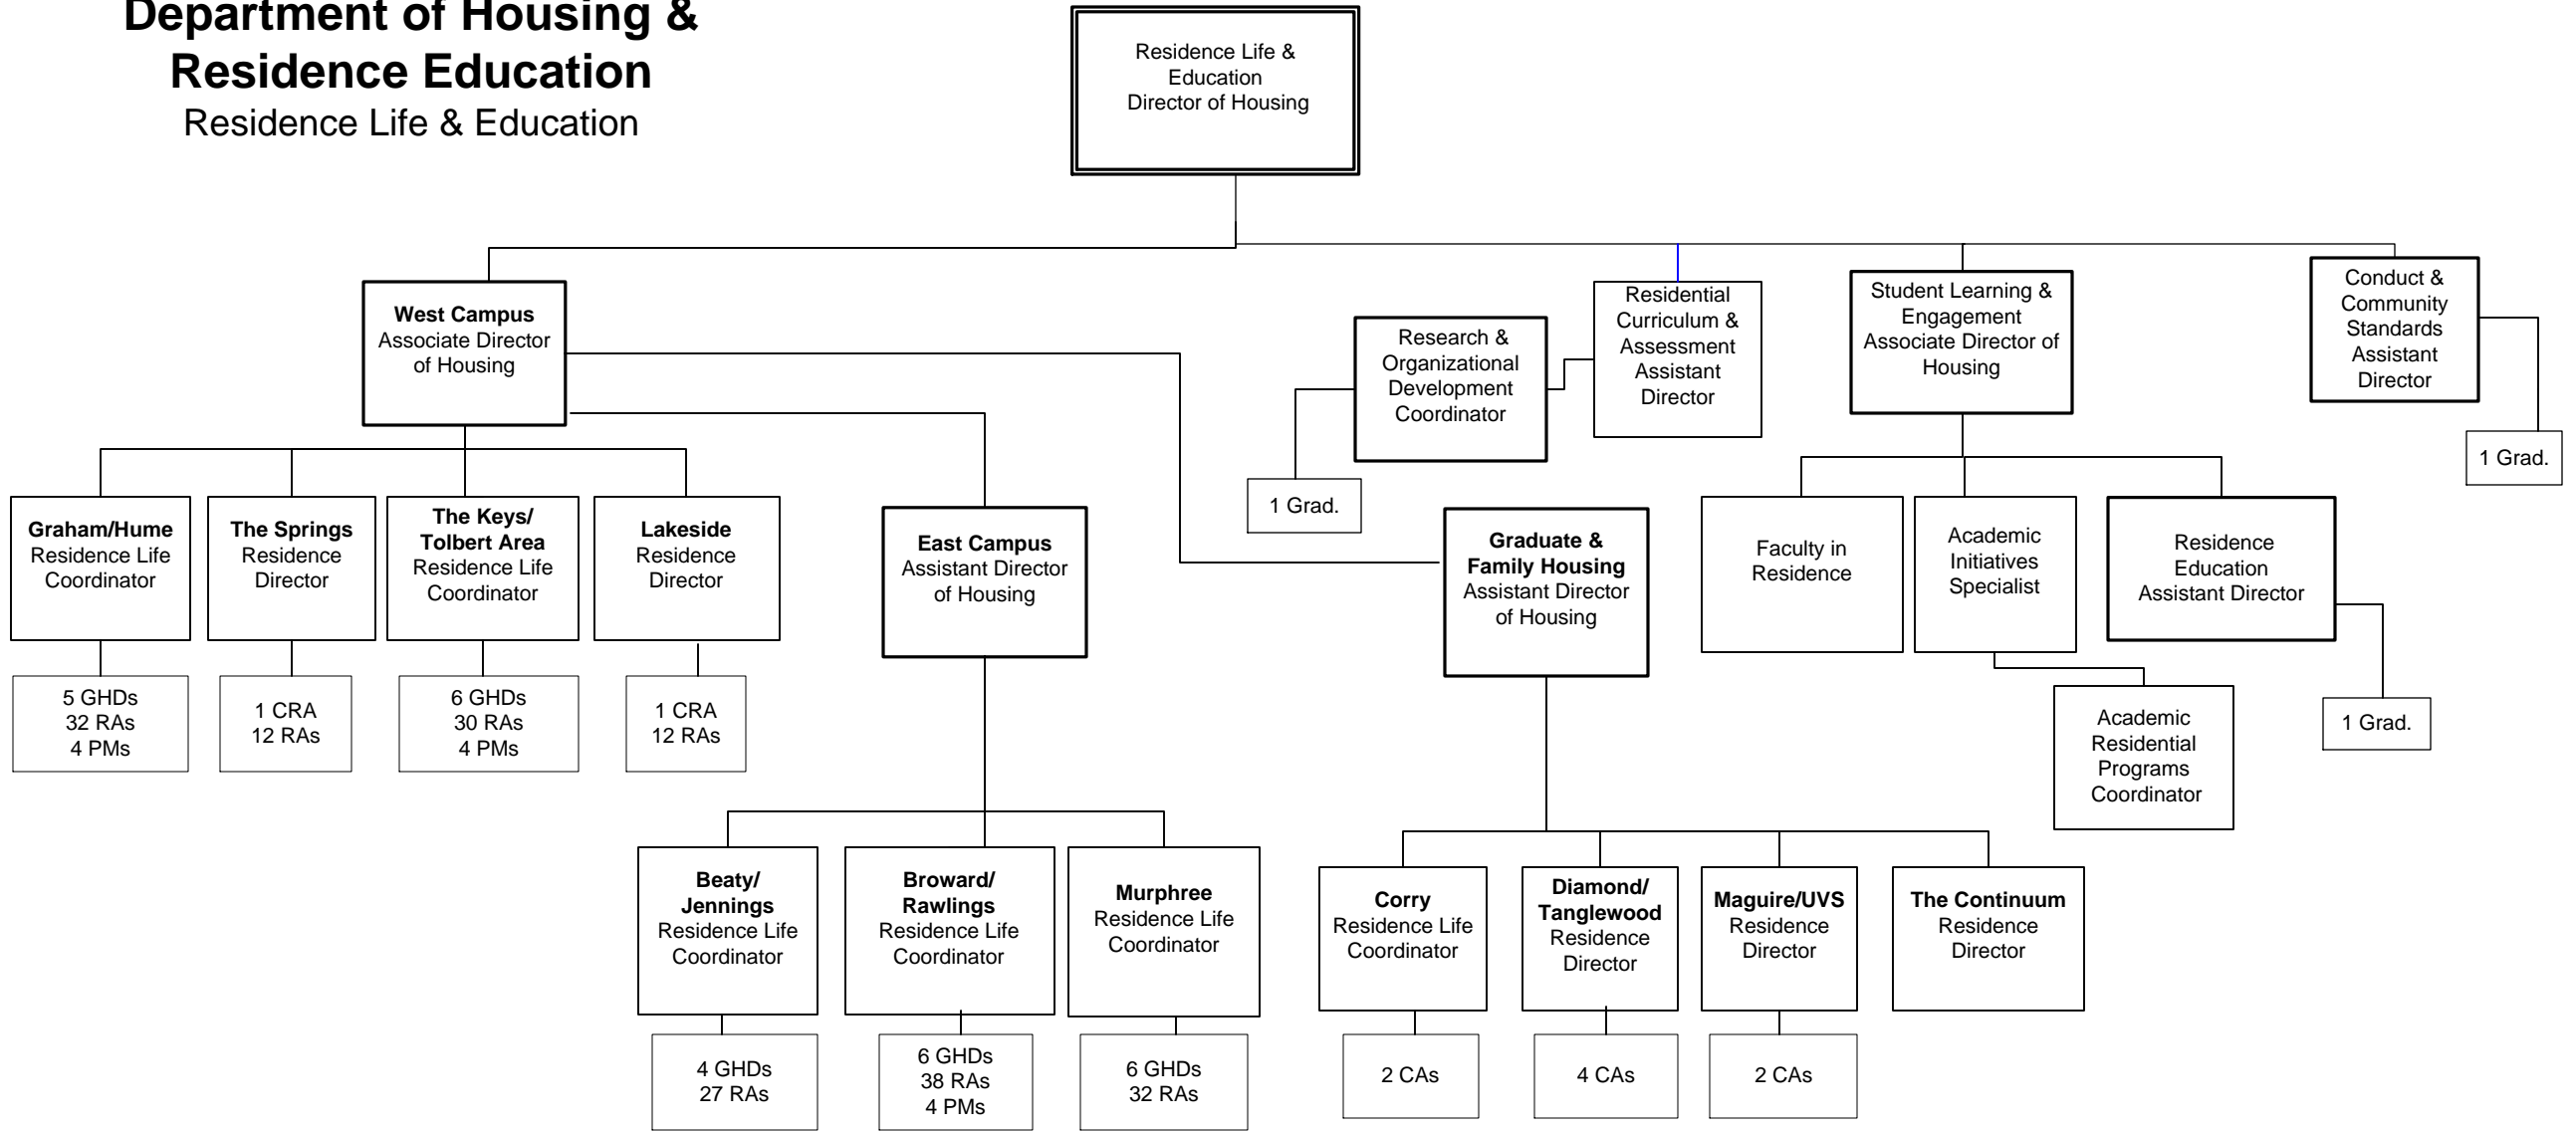 Department of Housing &
Residence Education
Residence Life & Education
Residence Life &
Education
Director of Housing
West Campus
Associate Director
of Housing
Research &
Organizational
Development
Coordinator
Residential
Curriculum &
Assessment
Assistant
Director
Student Learning &
Engagement
Associate Director of
Housing
Conduct &
Community
Standards
Assistant
Director
1 Grad.
1 Grad.
Graham/Hume
Residence Life
Coordinator
The Springs
Residence
Director
The Keys/
Tolbert Area
Residence Life
Coordinator
Lakeside
Residence
Director
East Campus
Assistant Director
of Housing
Graduate &
Family Housing
Assistant Director
of Housing
Faculty in
Residence
Academic
Initiatives
Specialist
Residence
Education
Assistant Director
5 GHDs
32 RAs
4 PMs
1 CRA
12 RAs
6 GHDs
30 RAs
4 PMs
1 CRA
12 RAs
Academic
Residential
Programs
Coordinator
1 Grad.
Beaty/
Jennings
Residence Life
Coordinator
Broward/
Rawlings
Residence Life
Coordinator
Murphree
Residence Life
Coordinator
Corry
Residence Life
Coordinator
Diamond/
Tanglewood
Residence
Director
Maguire/UVS
Residence
Director
The Continuum
Residence
Director
4 GHDs
27 RAs
6 GHDs
38 RAs
4 PMs
6 GHDs
32 RAs
2 CAs
4 CAs
2 CAs